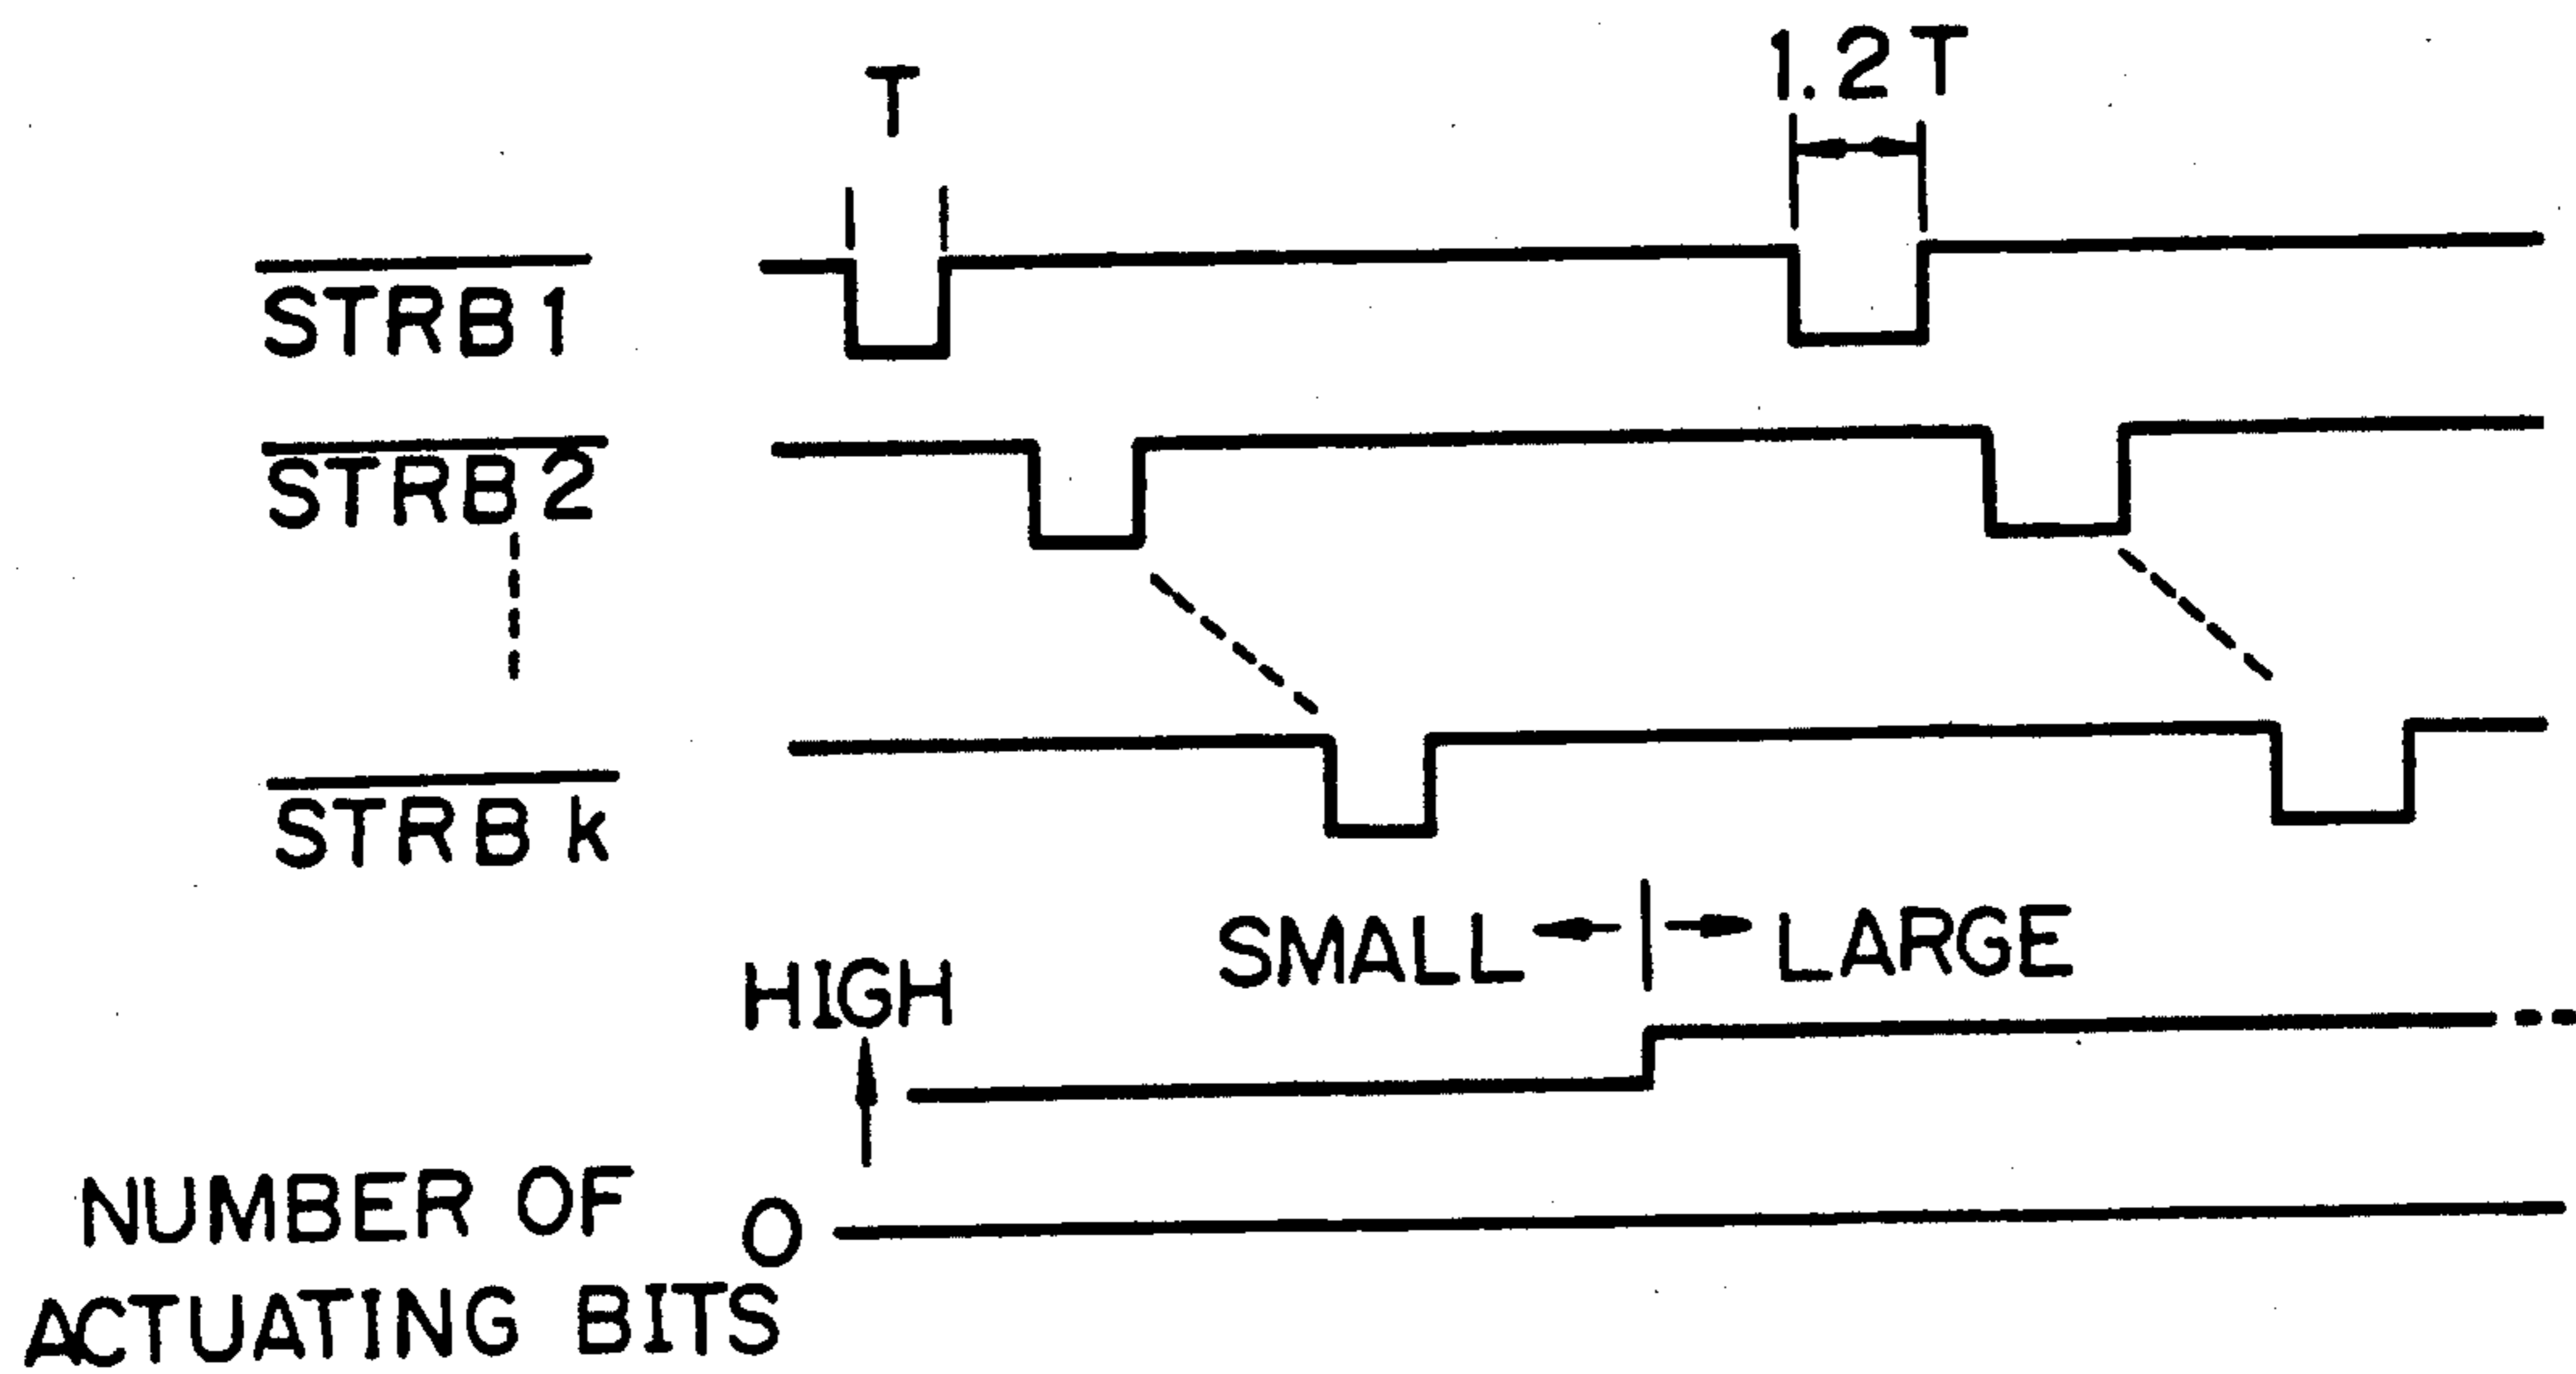 T
1.2T
STRB1
STRB2
STRBk
SMALL
LARGE
HIGH
NUMBER OF
ACTUATING BITS
0